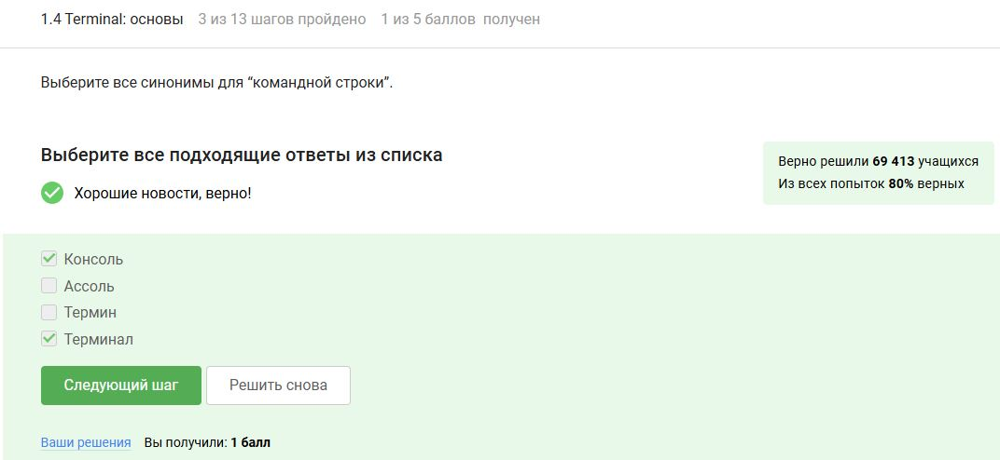 1.4 Terminal: основы 3 из 13 шагов пройдено 1 из 5 баллов получен
Выберите все синонимы для “командной строки”.
Выберите все подходящие ответы из списка
Хорошие новости, верно!
Верно решили 69 413 учащихся
Из всех попыток 80% верных
Консоль
Ассоль
Термин
Терминал
Следующий шаг Решить снова
Ваши решения Вы получили: 1 балл